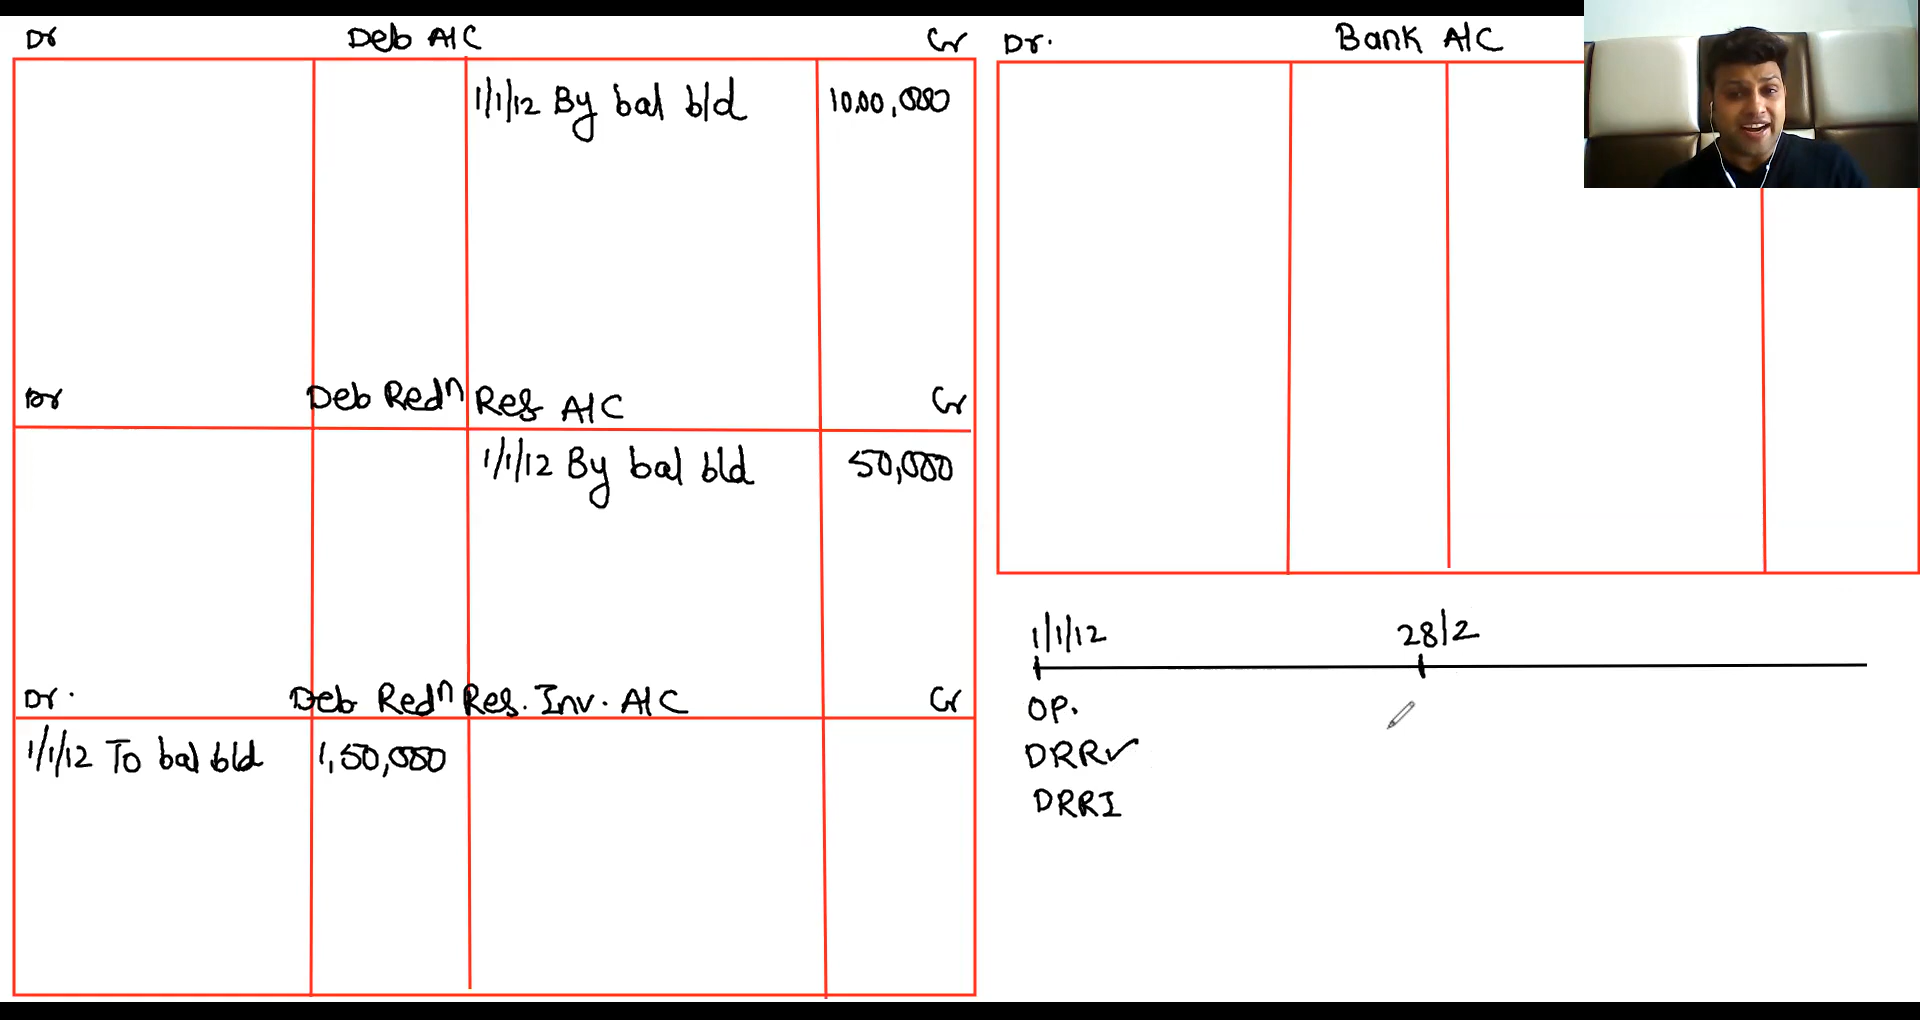 Dr Deb A/C Cr
1/1/12 By bal b/d 10,00,000
Dr Deb Redⁿ Res A/C Cr
1/1/12 By bal b/d 50,000
Dr. Deb Redⁿ Res. Inv. A/C Cr
1/1/12 To bal b/d 1,50,000
Dr. Bank A/C
1/1/12 28/2
OP.
DRR✓
DRRI